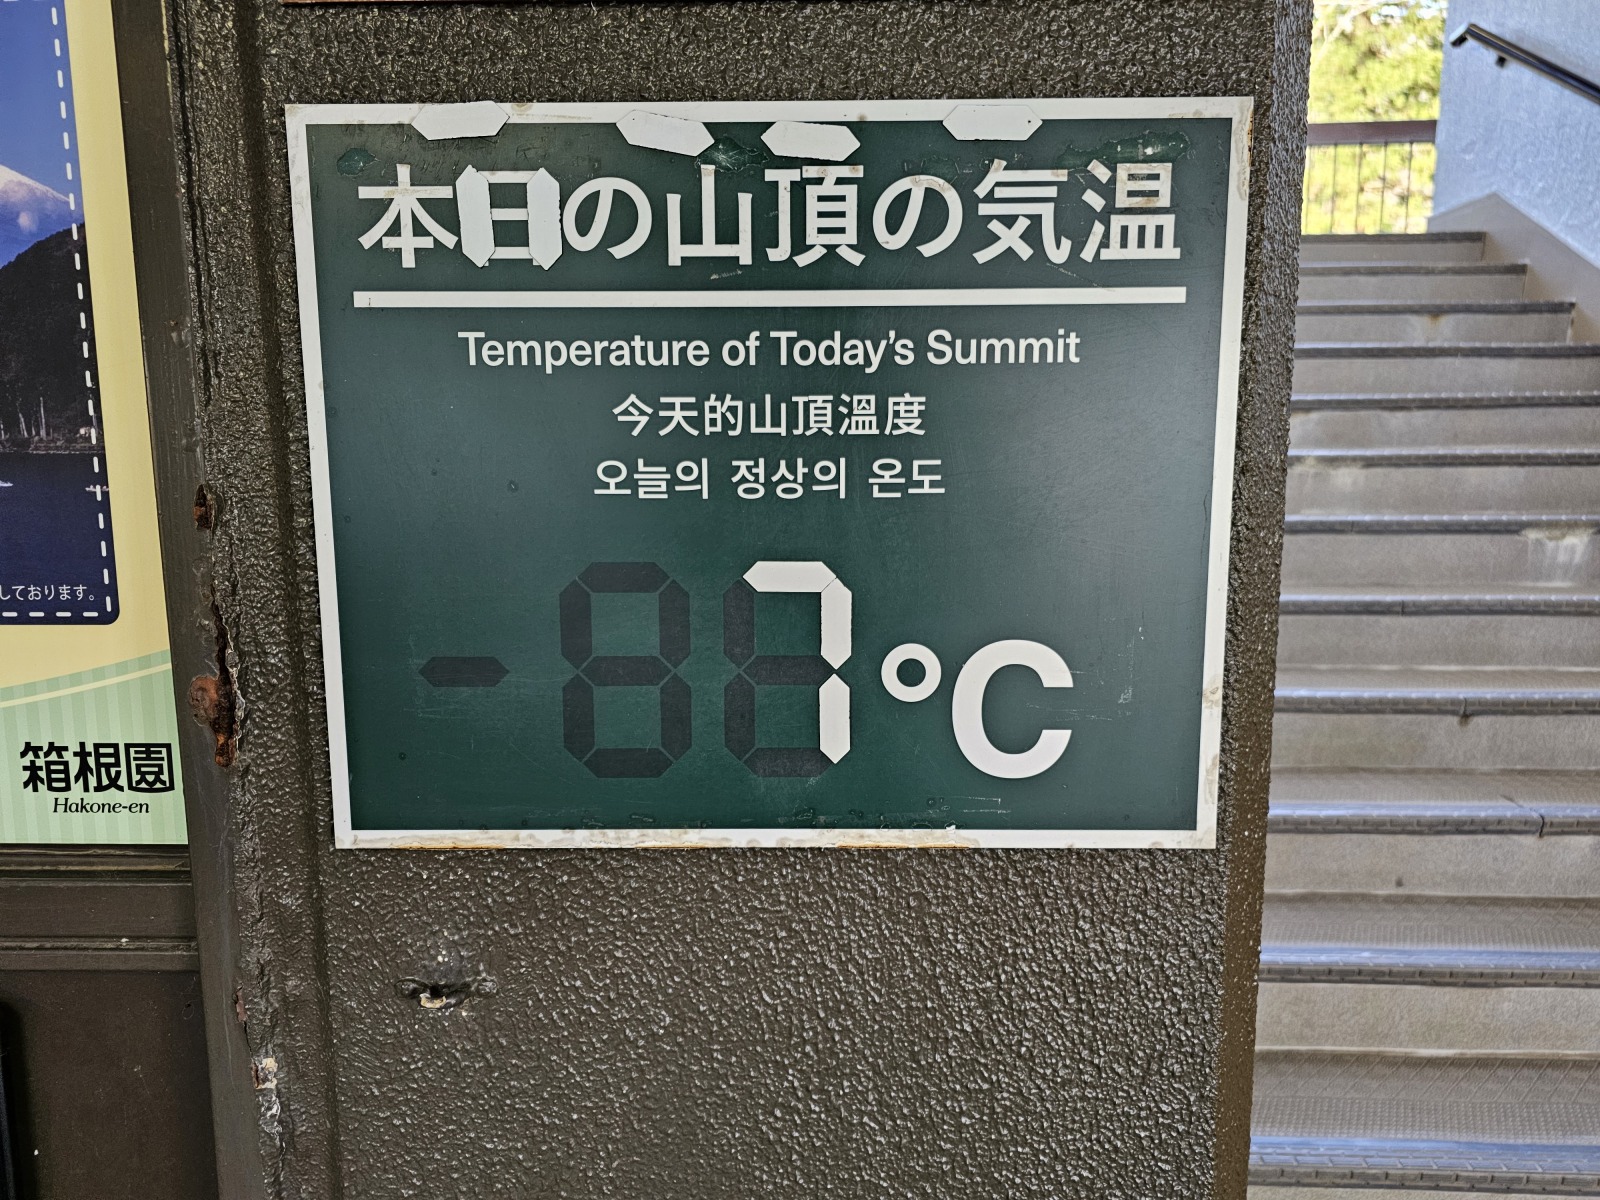 本日の山頂の気温
Temperature of Today's Summit
今天的山頂溫度
오늘의 정상의 온도
7°C
しております。
箱根園
Hakone-en